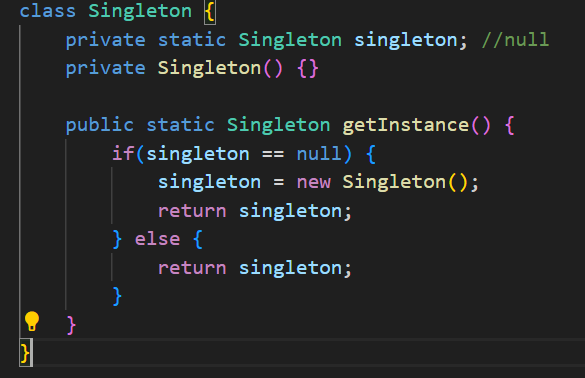 class Singleton {
    private static Singleton singleton; //null
    private Singleton() {}

    public static Singleton getInstance() {
        if(singleton == null) {
            singleton = new Singleton();
            return singleton;
        } else {
            return singleton;
        }
    }
}